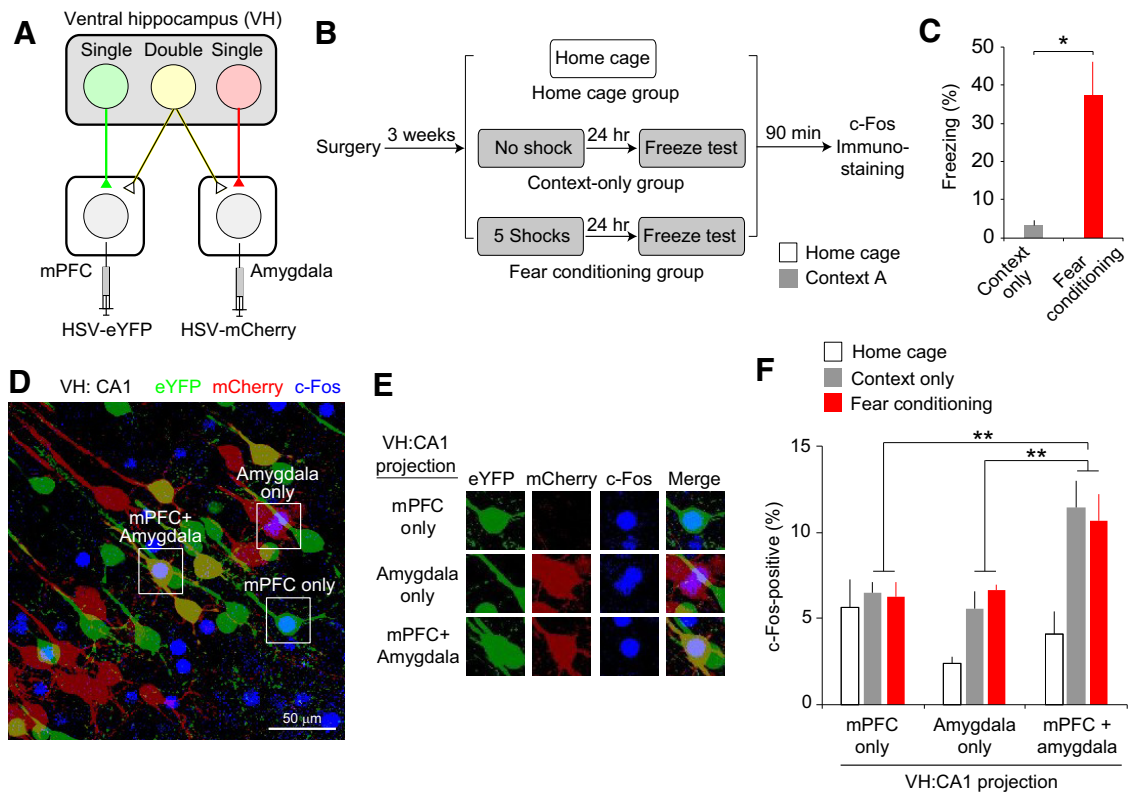 A
Ventral hippocampus (VH)
Single Double Single
mPFC
Amygdala
HSV-eYFP
HSV-mCherry
B
Surgery
3 weeks
Home cage
Home cage group
No shock
24 hr
Freeze test
Context-only group
5 Shocks
24 hr
Freeze test
Fear conditioning group
90 min
c-Fos
Immuno-
staining
Home cage
Context A
C
*
Freezing (%)
50
40
30
20
10
0
Context
only
Fear
conditioning
D
VH: CA1 eYFP mCherry c-Fos
Amygdala
only
mPFC+
Amygdala
mPFC only
50 μm
E
VH:CA1
projection
eYFP mCherry c-Fos Merge
mPFC
only
Amygdala
only
mPFC+
Amygdala
F
Home cage
Context only
Fear conditioning
**
**
c-Fos-positive (%)
15
10
5
0
mPFC
only
Amygdala
only
mPFC +
amygdala
VH:CA1 projection